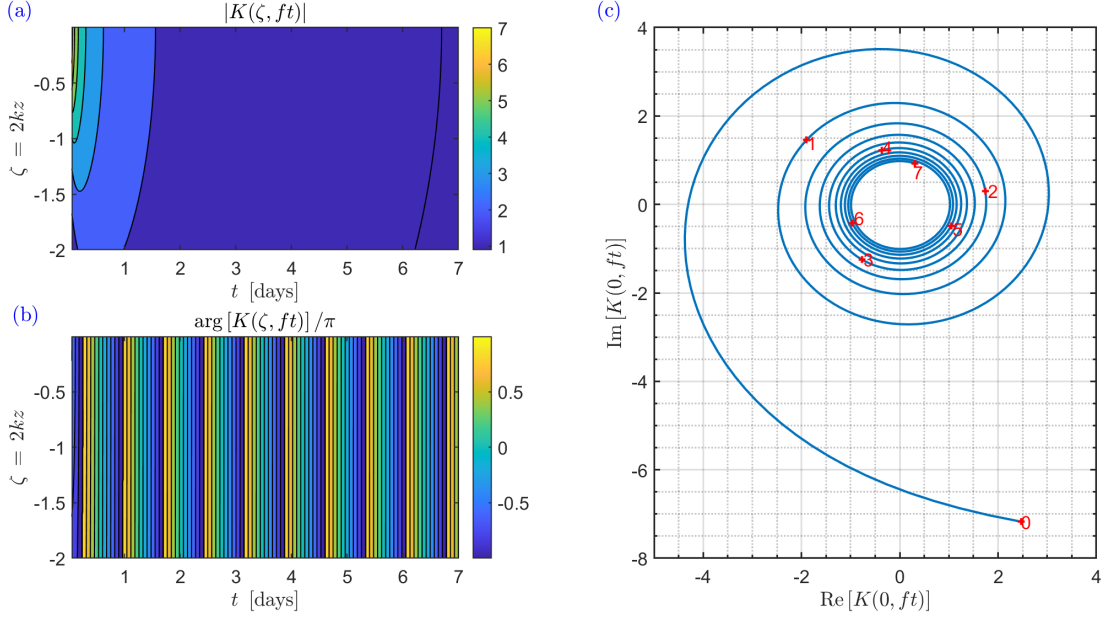 (a)
|K(ζ, ft)|
ζ = 2kz
-0.5
-1
-1.5
-2
1 2 3 4 5 6 7
t [days]
7
6
5
4
3
2
1
(b)
arg [K(ζ, ft)] /π
ζ = 2kz
-0.5
-1
-1.5
-2
1 2 3 4 5 6 7
t [days]
0.5
0
-0.5
(c)
Im [K(0, ft)]
4
2
0
-2
-4
-6
-8
-4 -2 0 2 4
Re [K(0, ft)]
1
4
7
2
6
5
3
0